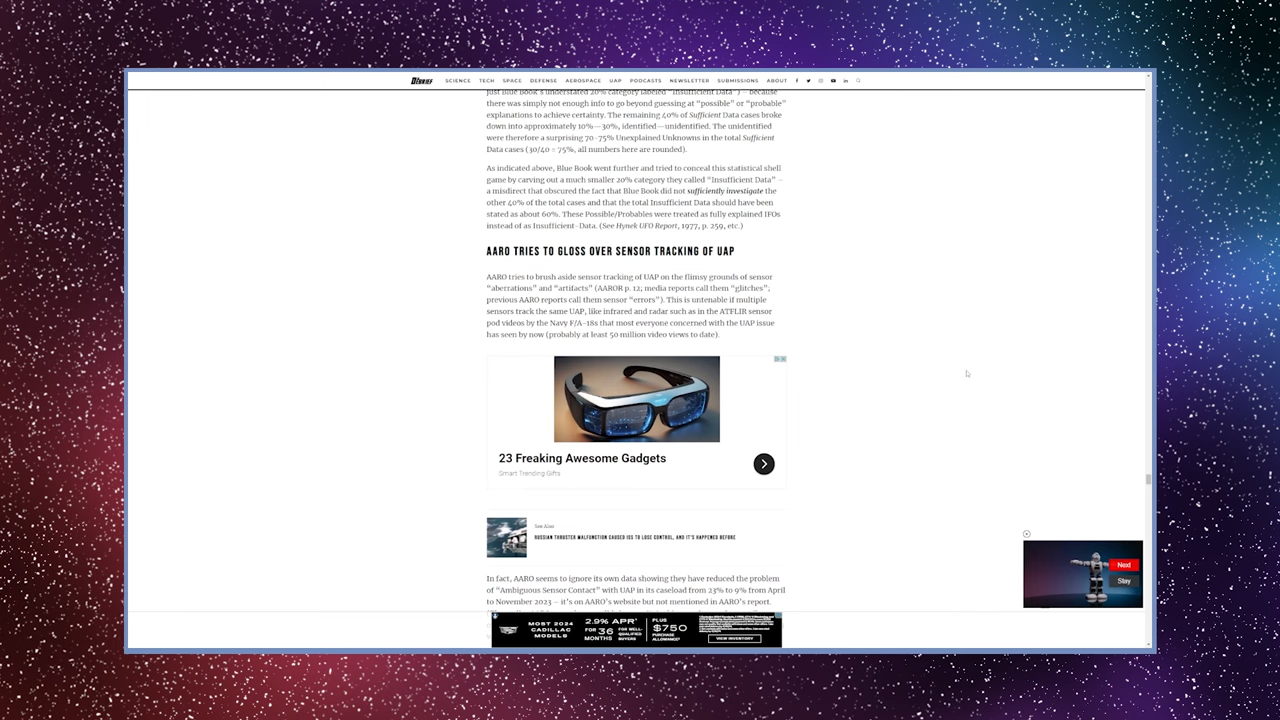 DEBRIEF SCIENCE TECH SPACE DEFENSE AEROSPACE UAP PODCASTS NEWSLETTER SUBMISSIONS ABOUT
just Blue Book's understated 20% category labeled "Insufficient Data") – because
there was simply not enough info to go beyond guessing at "possible" or "probable"
explanations to achieve certainty. The remaining 40% of Sufficient Data cases broke
down into approximately 10%—30%, identified—unidentified. The unidentified
were therefore a surprising 70-75% Unexplained Unknowns in the total Sufficient
Data cases (30/40 = 75%, all numbers here are rounded).
As indicated above, Blue Book went further and tried to conceal this statistical shell
game by carving out a much smaller 20% category they called "Insufficient Data" –
a misdirect that obscured the fact that Blue Book did not sufficiently investigate the
other 40% of the total cases and that the total Insufficient Data should have been
stated as about 60%. These Possible/Probables were treated as fully explained IFOs
instead of as Insufficient-Data. (See Hynek UFO Report, 1977, p. 259, etc.)
AARO TRIES TO GLOSS OVER SENSOR TRACKING OF UAP
AARO tries to brush aside sensor tracking of UAP on the flimsy grounds of sensor
"aberrations" and "artifacts" (AAROR p. 12; media reports call them "glitches";
previous AARO reports call them sensor "errors"). This is untenable if multiple
sensors track the same UAP, like infrared and radar such as in the ATFLIR sensor
pod videos by the Navy F/A-18s that most everyone concerned with the UAP issue
has seen by now (probably at least 50 million video views to date).
23 Freaking Awesome Gadgets
Smart Trending Gifts
See Also
RUSSIAN THRUSTER MALFUNCTION CAUSED ISS TO LOSE CONTROL, AND IT'S HAPPENED BEFORE
Next
Stay
In fact, AARO seems to ignore its own data showing they have reduced the problem
of "Ambiguous Sensor Contact" with UAP in its caseload from 23% to 9% from April
to November 2023 – it's on AARO's website but not mentioned in AARO's report.
MOST 2024 CADILLAC MODELS
2.9% APR FOR 36 MONTHS FOR WELL-QUALIFIED BUYERS
PLUS $750 PURCHASE ALLOWANCE
VIEW INVENTORY